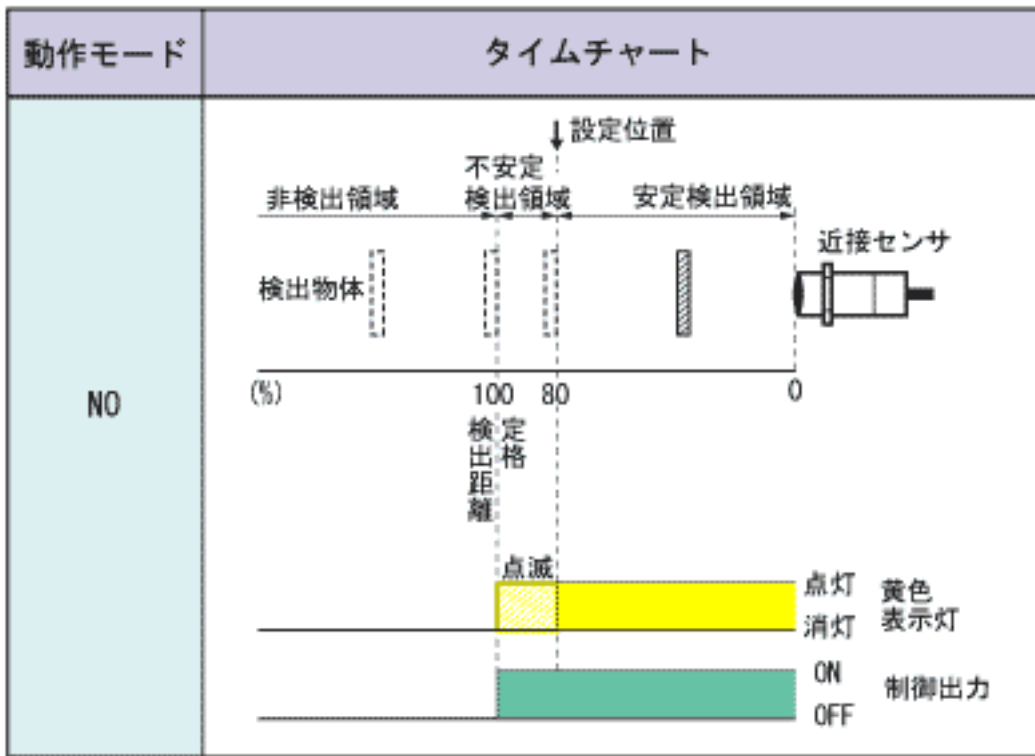 動作モード
タイムチャート
NO
設定位置
不安定
非検出領域
検出領域
安定検出領域
近接センサ
検出物体
(%)
100
80
0
定格
検出距離
点滅
点灯
消灯
黄色
表示灯
ON
OFF
制御出力